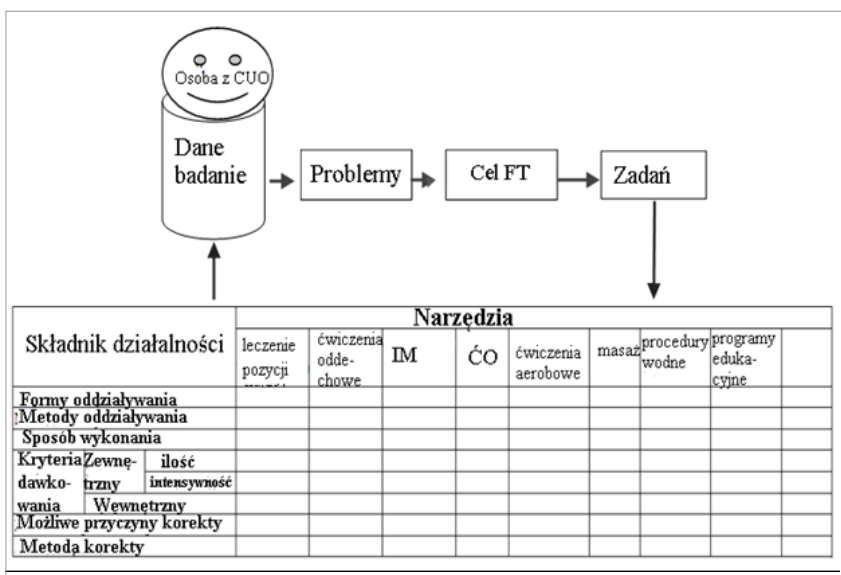 Osoba z CUO
Dane
badanie
Problemy
Cel FT
Zadań
Składnik działalności
Narzędzia
leczenie
pozycji
ćwiczenia
odde-
chowe
IM
ĆO
ćwiczenia
aerobowe
masaż
procedury
wodne
programy
eduka-
cyjne
Formy oddziaływania
Metody oddziaływania
Sposób wykonania
Kryteria
dawko-
wania
Zewnę-
trzny
ilość
intensywność
Wewnętrzny
Możliwe przyczyny korekty
Metoda korekty